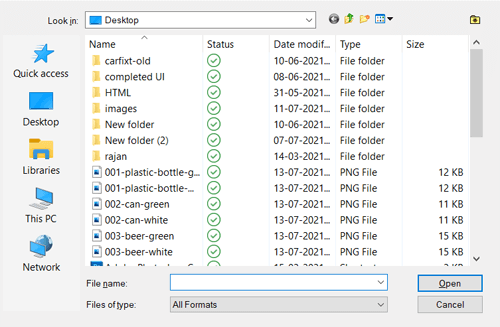 Look in: Desktop
Name Status Date modif... Type Size
carfixt-old 10-06-2021... File folder
completed UI 08-06-2021... File folder
HTML 31-05-2021... File folder
images 11-07-2021... File folder
New folder 10-06-2021... File folder
New folder (2) 07-07-2021... File folder
rajan 14-03-2021... File folder
001-plastic-bottle-g... 13-07-2021... PNG File 12 KB
001-plastic-bottle-... 13-07-2021... PNG File 12 KB
002-can-green 13-07-2021... PNG File 11 KB
002-can-white 13-07-2021... PNG File 11 KB
003-beer-green 13-07-2021... PNG File 12 KB
003-beer-white 13-07-2021... PNG File 12 KB
Quick access
Desktop
Libraries
This PC
Network
File name: Open
Files of type: All Formats Cancel